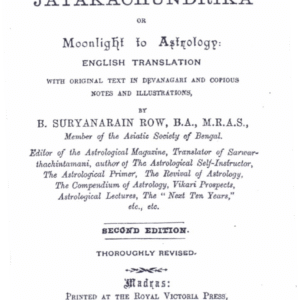 JATAKACHUNDRIKA
OR
Moonlight to Astrology:
ENGLISH TRANSLATION
WITH ORIGINAL TEXT IN DEVANAGARI AND COPIOUS
NOTES AND ILLUSTRATIONS,
BY
B. SURYANARAIN ROW, B.A., M.R.A.S.,
Member of the Asiatic Society of Bengal.
Editor of the Astrological Magazine, Translator of Sarwar-
thachintamani, author of The Astrological Self-Instructor,
The Astrological Primer, The Revival of Astrology,
The Compendium of Astrology, Vikari Prospects,
Astrological Lectures, The "Next Ten Years,"
etc., etc.
SECOND EDITION.
THOROUGHLY REVISED.
Madras:
PRINTED AT THE ROYAL VICTORIA PRESS,